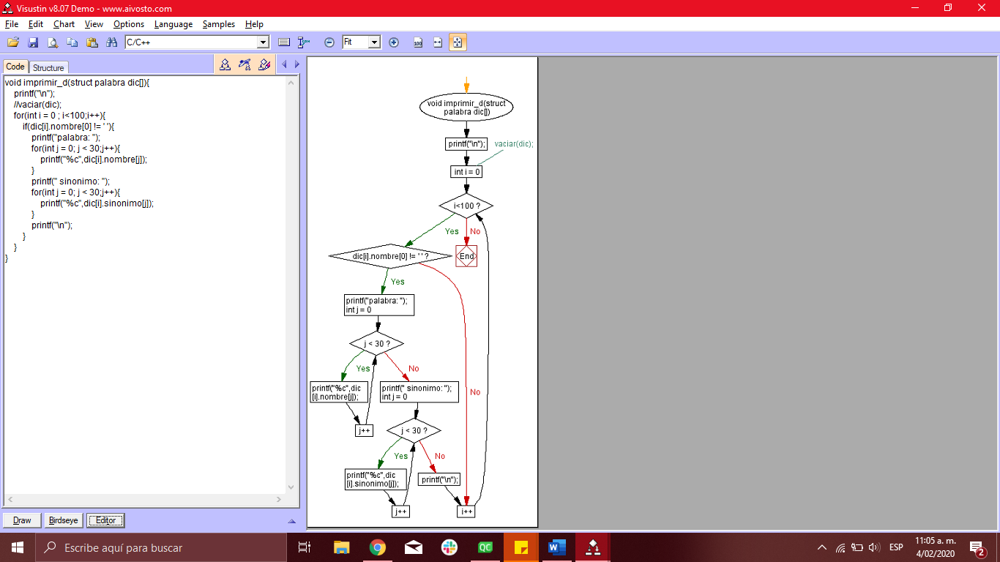 Visustin v8.07 Demo - www.aivosto.com
File Edit Chart View Options Language Samples Help
C/C++ Fit 100
Code Structure
void imprimir_d(struct palabra dic[]){
printf("\n");
//vaciar(dic);
for(int i = 0 ; i<100;i++){
if(dic[i].nombre[0] != ' '){
printf("palabra: ");
for(int j = 0; j < 30;j++){
printf("%c",dic[i].nombre[j]);
}
printf(" sinonimo: ");
for(int j = 0; j < 30;j++){
printf("%c",dic[i].sinonimo[j]);
}
printf("\n");
}
}
}
Draw Birdseye Editor
void imprimir_d(struct
palabra dic[])
printf("\n"); vaciar(dic);
int i = 0
i<100 ?
Yes No
dic[i].nombre[0] != ' ' ? End
Yes
printf("palabra: ");
int j = 0
j < 30 ?
Yes No
printf("%c",dic
[i].nombre[j]);
printf(" sinonimo: ");
int j = 0
No
j++ j < 30 ?
Yes No
printf("%c",dic
[i].sinonimo[j]);
printf("\n");
j++ i++
Escribe aquí para buscar
QC
W
ESP
11:05 a. m.
4/02/2020
2